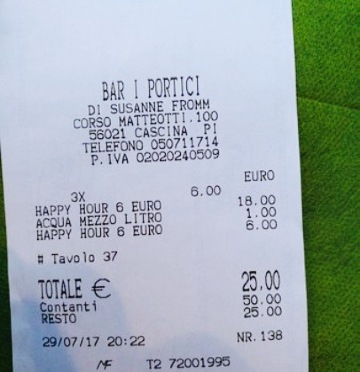 BAR I PORTICI
DI SUSANNE FROMM
CORSO MATTEOTTI.100
56021 CASCINA PI
TELEFONO 050711714
P.IVA 02020240509
EURO
3X 6.00
HAPPY HOUR 6 EURO 18.00
ACQUA MEZZO LITRO 1.00
HAPPY HOUR 6 EURO 6.00
# Tavolo 37
TOTALE € 25.00
Contanti 50.00
RESTO 25.00
29/07/17 20:22 NR.138
MF T2 72001995